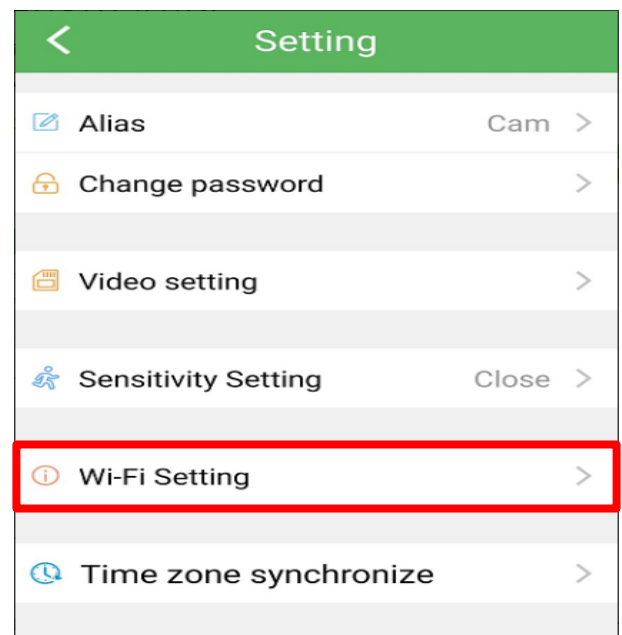 Setting
Alias Cam
Change password
Video setting
Sensitivity Setting Close
Wi-Fi Setting
Time zone synchronize